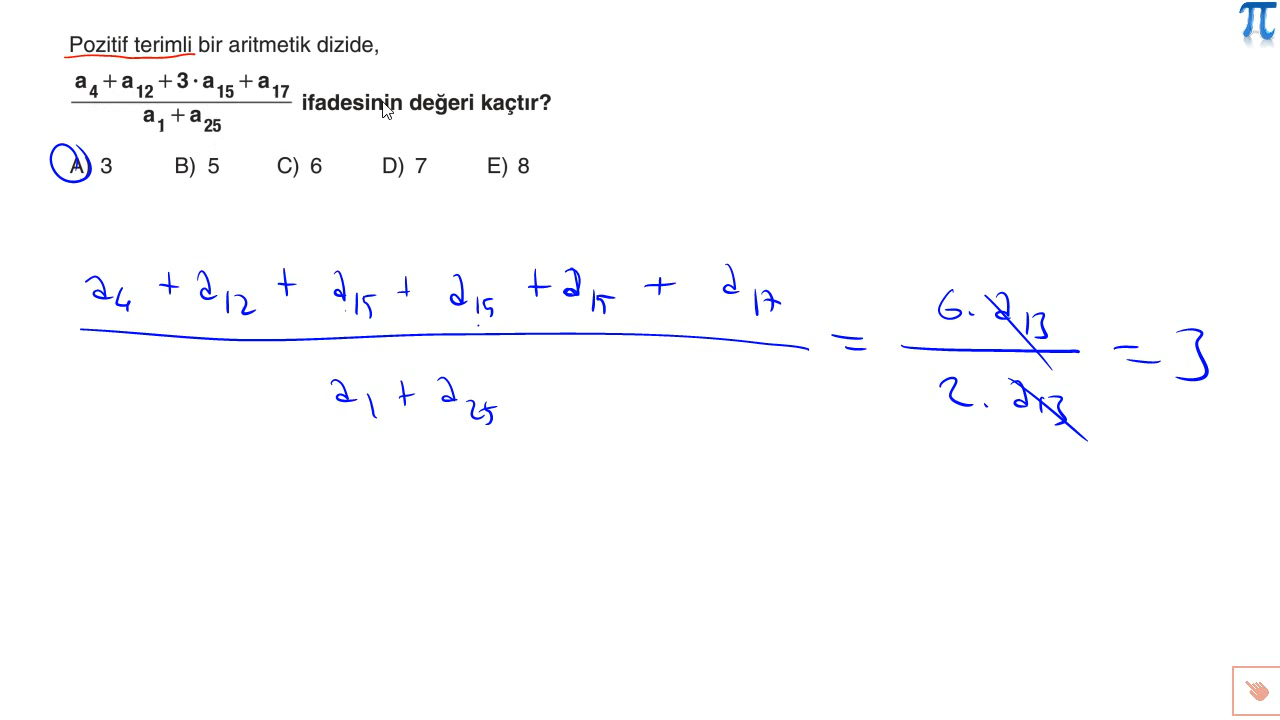 π
Pozitif terimli bir aritmetik dizide,
a₄ + a₁₂ + 3 · a₁₅ + a₁₇
a₁ + a₂₅
ifadesinin değeri kaçtır?
A) 3 B) 5 C) 6 D) 7 E) 8
a₄ + a₁₂ + a₁₅ + a₁₅ + a₁₅ + a₁₇
a₁ + a₂₅
=
6 . a₁₃
2 . a₁₃
= 3